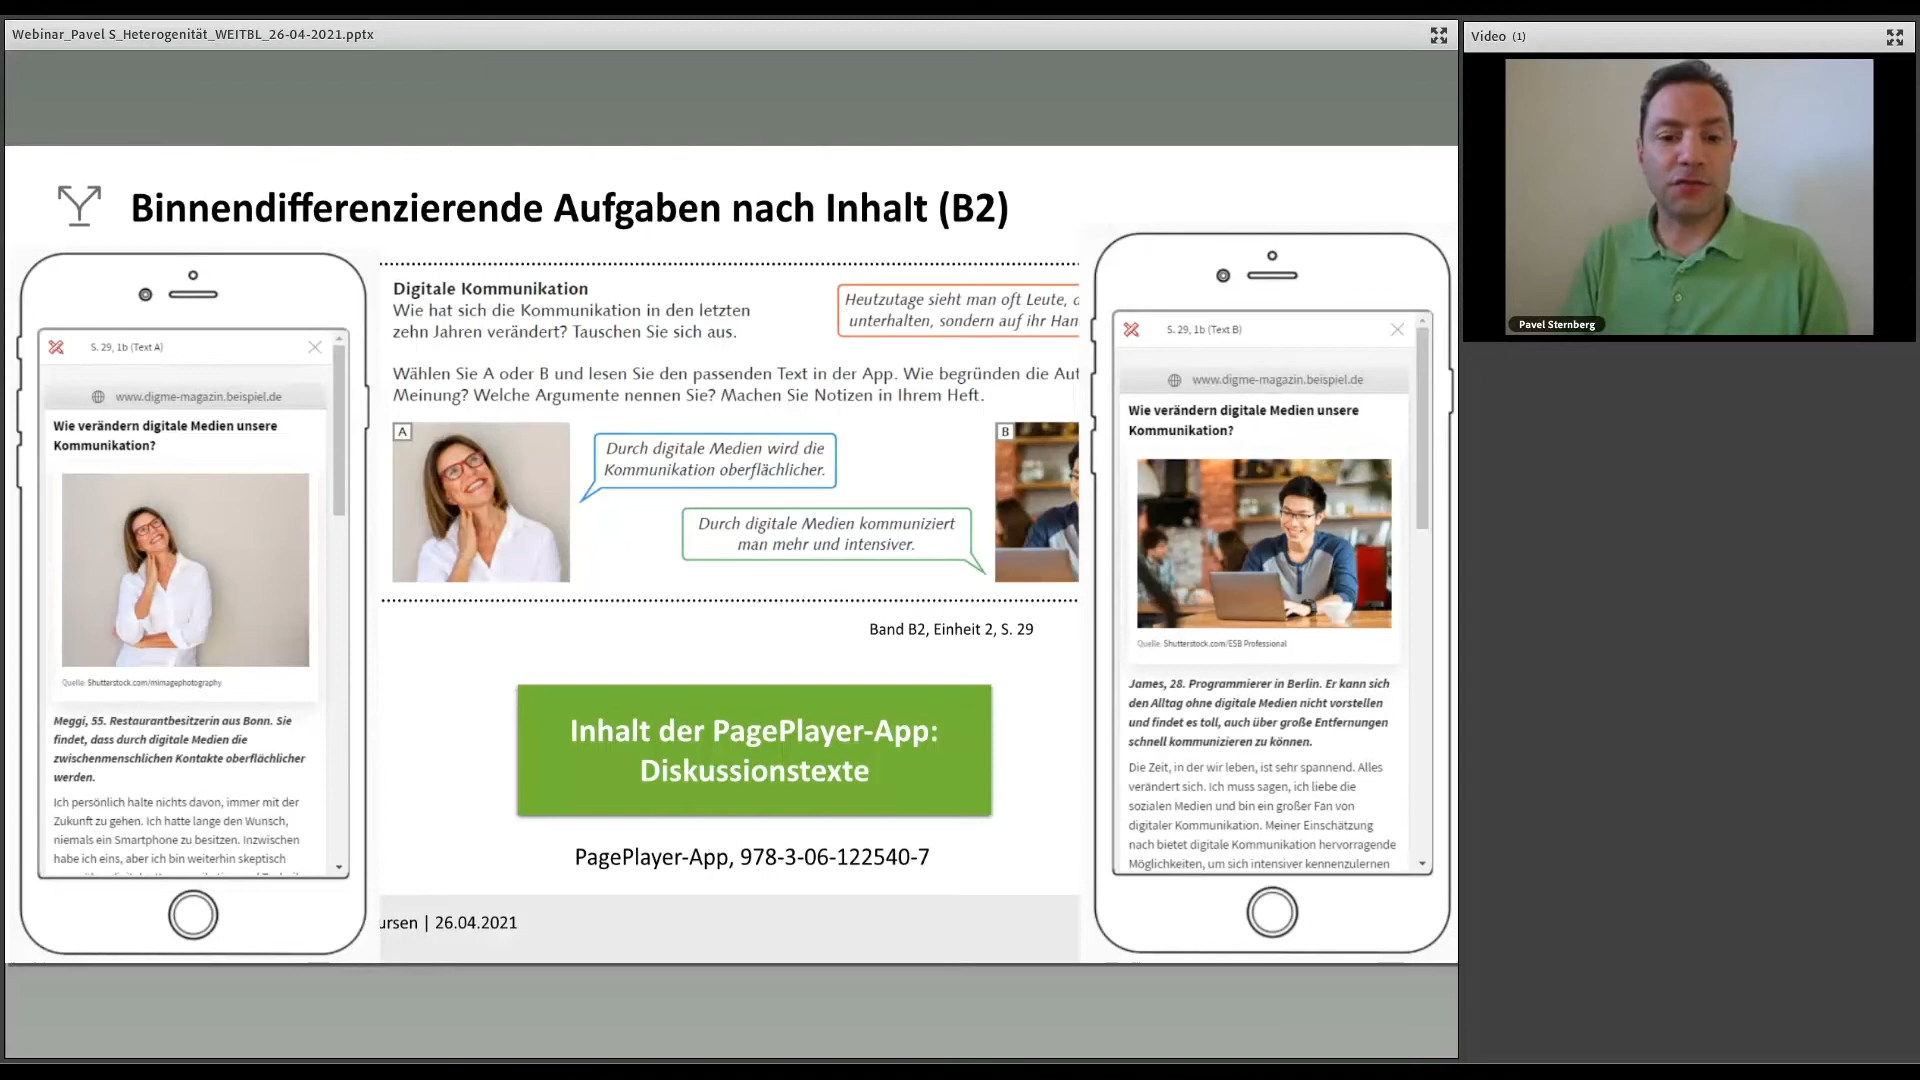 Webinar_Pavel S_Heterogenität_WEITBL_26-04-2021.pptx
Video (1)
Pavel Sternberg
Binnendifferenzierende Aufgaben nach Inhalt (B2)
S. 29, 1b (Text A)
www.digme-magazin.beispiel.de
Wie verändern digitale Medien unsere
Kommunikation?
Quelle: Shutterstock.com/mimagephotography
Meggi, 55. Restaurantbesitzerin aus Bonn. Sie
findet, dass durch digitale Medien die
zwischenmenschlichen Kontakte oberflächlicher
werden.
Ich persönlich halte nichts davon, immer mit der
Zukunft zu gehen. Ich hatte lange den Wunsch,
niemals ein Smartphone zu besitzen. Inzwischen
habe ich eins, aber ich bin weiterhin skeptisch
Digitale Kommunikation
Wie hat sich die Kommunikation in den letzten
zehn Jahren verändert? Tauschen Sie sich aus.
Heutzutage sieht man oft Leute, d
unterhalten, sondern auf ihr Han
Wählen Sie A oder B und lesen Sie den passenden Text in der App. Wie begründen die Aut
Meinung? Welche Argumente nennen Sie? Machen Sie Notizen in Ihrem Heft.
A
Durch digitale Medien wird die
Kommunikation oberflächlicher.
B
Durch digitale Medien kommuniziert
man mehr und intensiver.
Band B2, Einheit 2, S. 29
Inhalt der PagePlayer-App:
Diskussionstexte
PagePlayer-App, 978-3-06-122540-7
ursen | 26.04.2021
S. 29, 1b (Text B)
www.digme-magazin.beispiel.de
Wie verändern digitale Medien unsere
Kommunikation?
Quelle: Shutterstock.com/ESB Professional
James, 28. Programmierer in Berlin. Er kann sich
den Alltag ohne digitale Medien nicht vorstellen
und findet es toll, auch über große Entfernungen
schnell kommunizieren zu können.
Die Zeit, in der wir leben, ist sehr spannend. Alles
verändert sich. Ich muss sagen, ich liebe die
sozialen Medien und bin ein großer Fan von
digitaler Kommunikation. Meiner Einschätzung
nach bietet digitale Kommunikation hervorragende
Möglichkeiten, um sich intensiver kennenzulernen